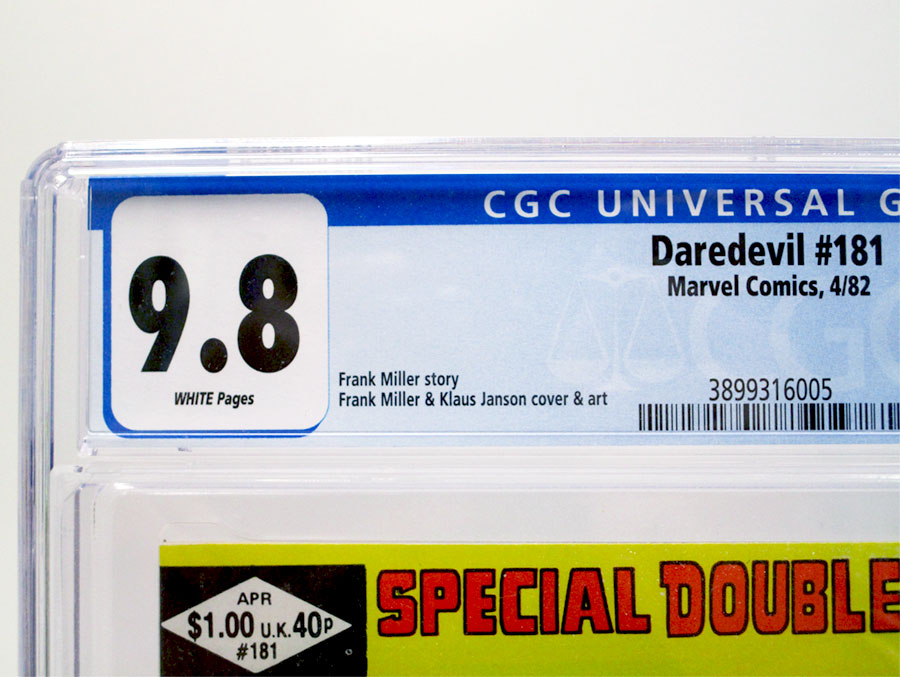 CGC UNIVERSAL G
9.8
WHITE Pages
Daredevil #181
Marvel Comics, 4/82
Frank Miller story
Frank Miller & Klaus Janson cover & art
3899316005
CGC
SPECIAL DOUBLE
APR
$1.00 U.K. 40P
#181